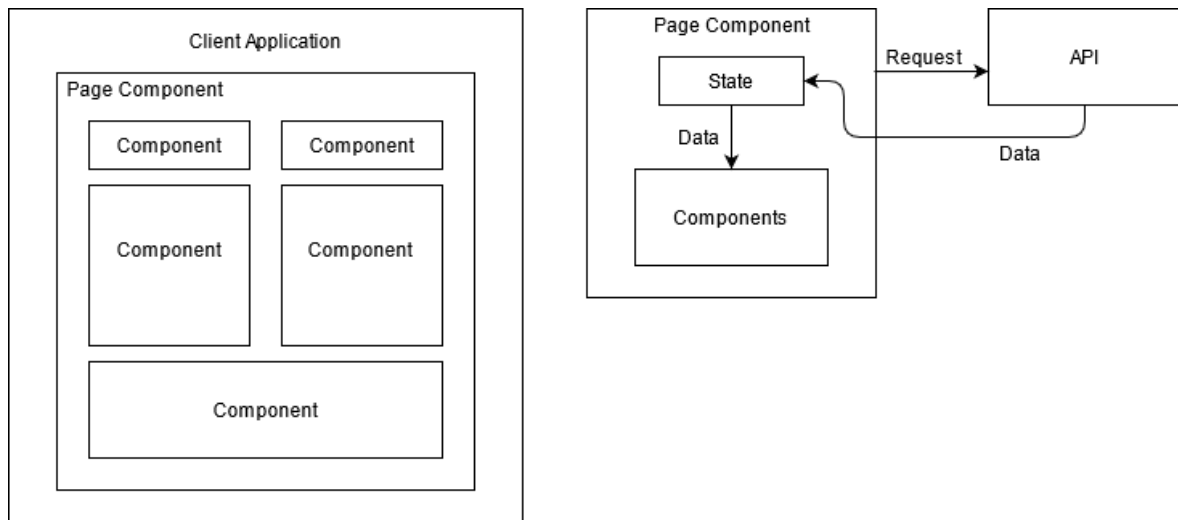 Client Application
Page Component
Component
Component
Component
Component
Component
Page Component
State
Data
Components
Request
API
Data